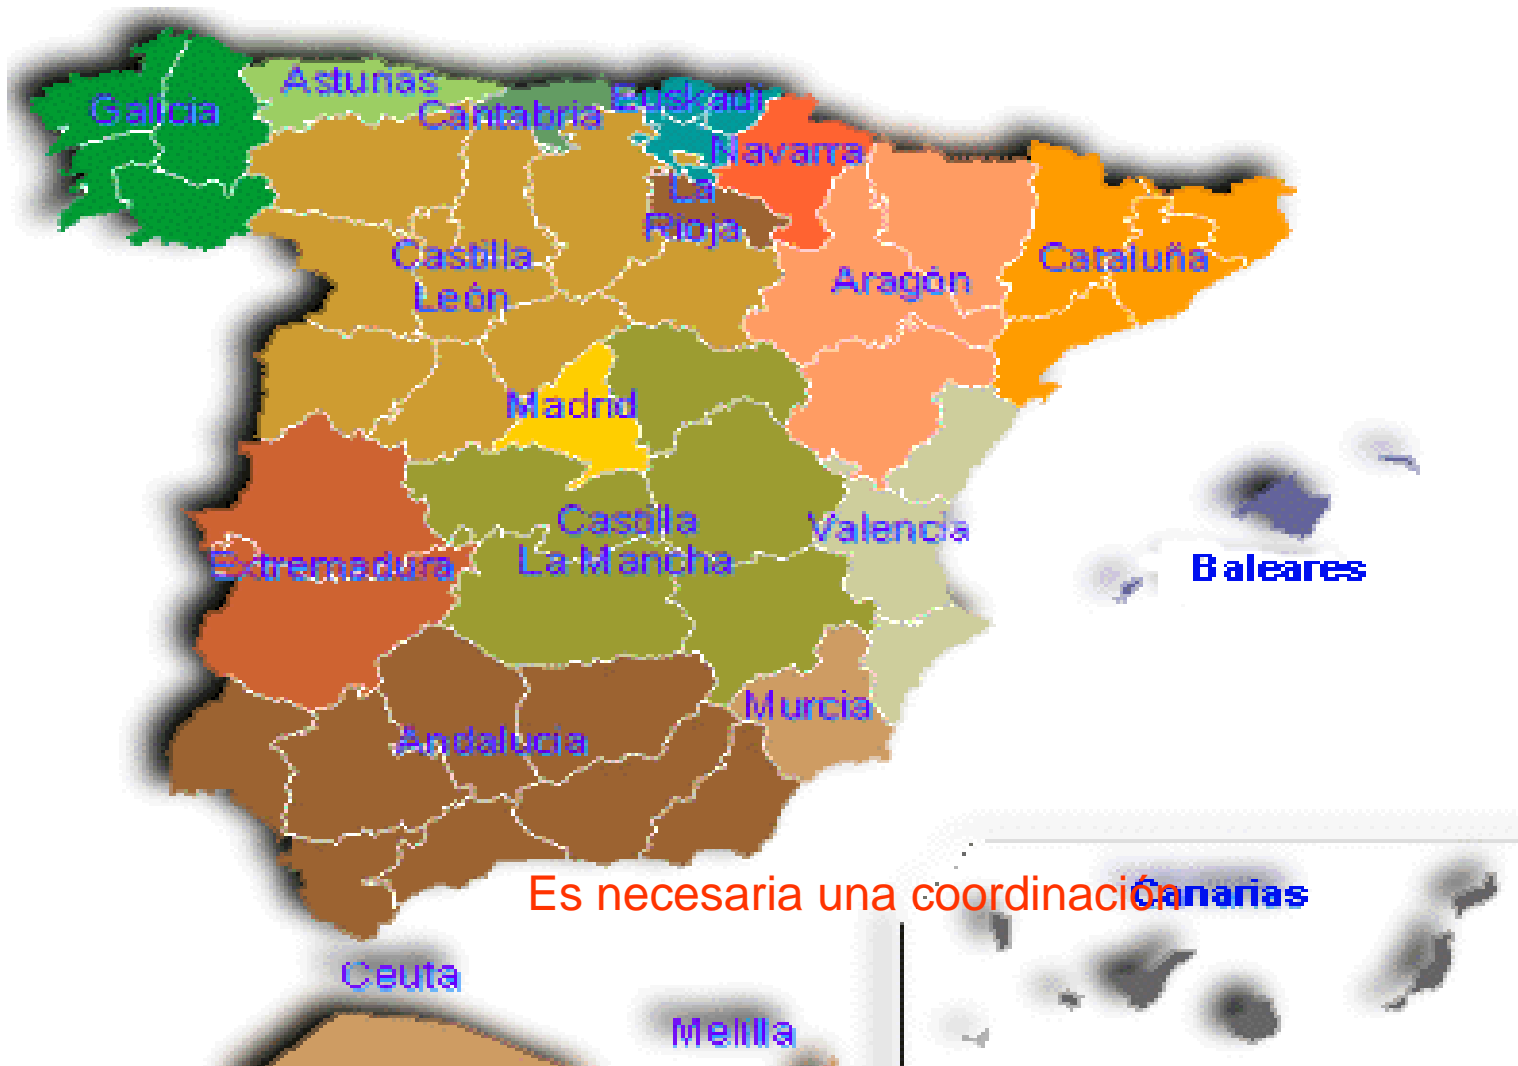 Asturias
Galicia
Cantabria
Euskadi
Navarra
La
Rioja
Castilla
León
Aragón
Cataluña
Madrid
Castilla
La Mancha
Valencia
Extremadura
Baleares
Murcia
Andalucia
Es necesaria una coordinación
Canarias
Ceuta
Melilla